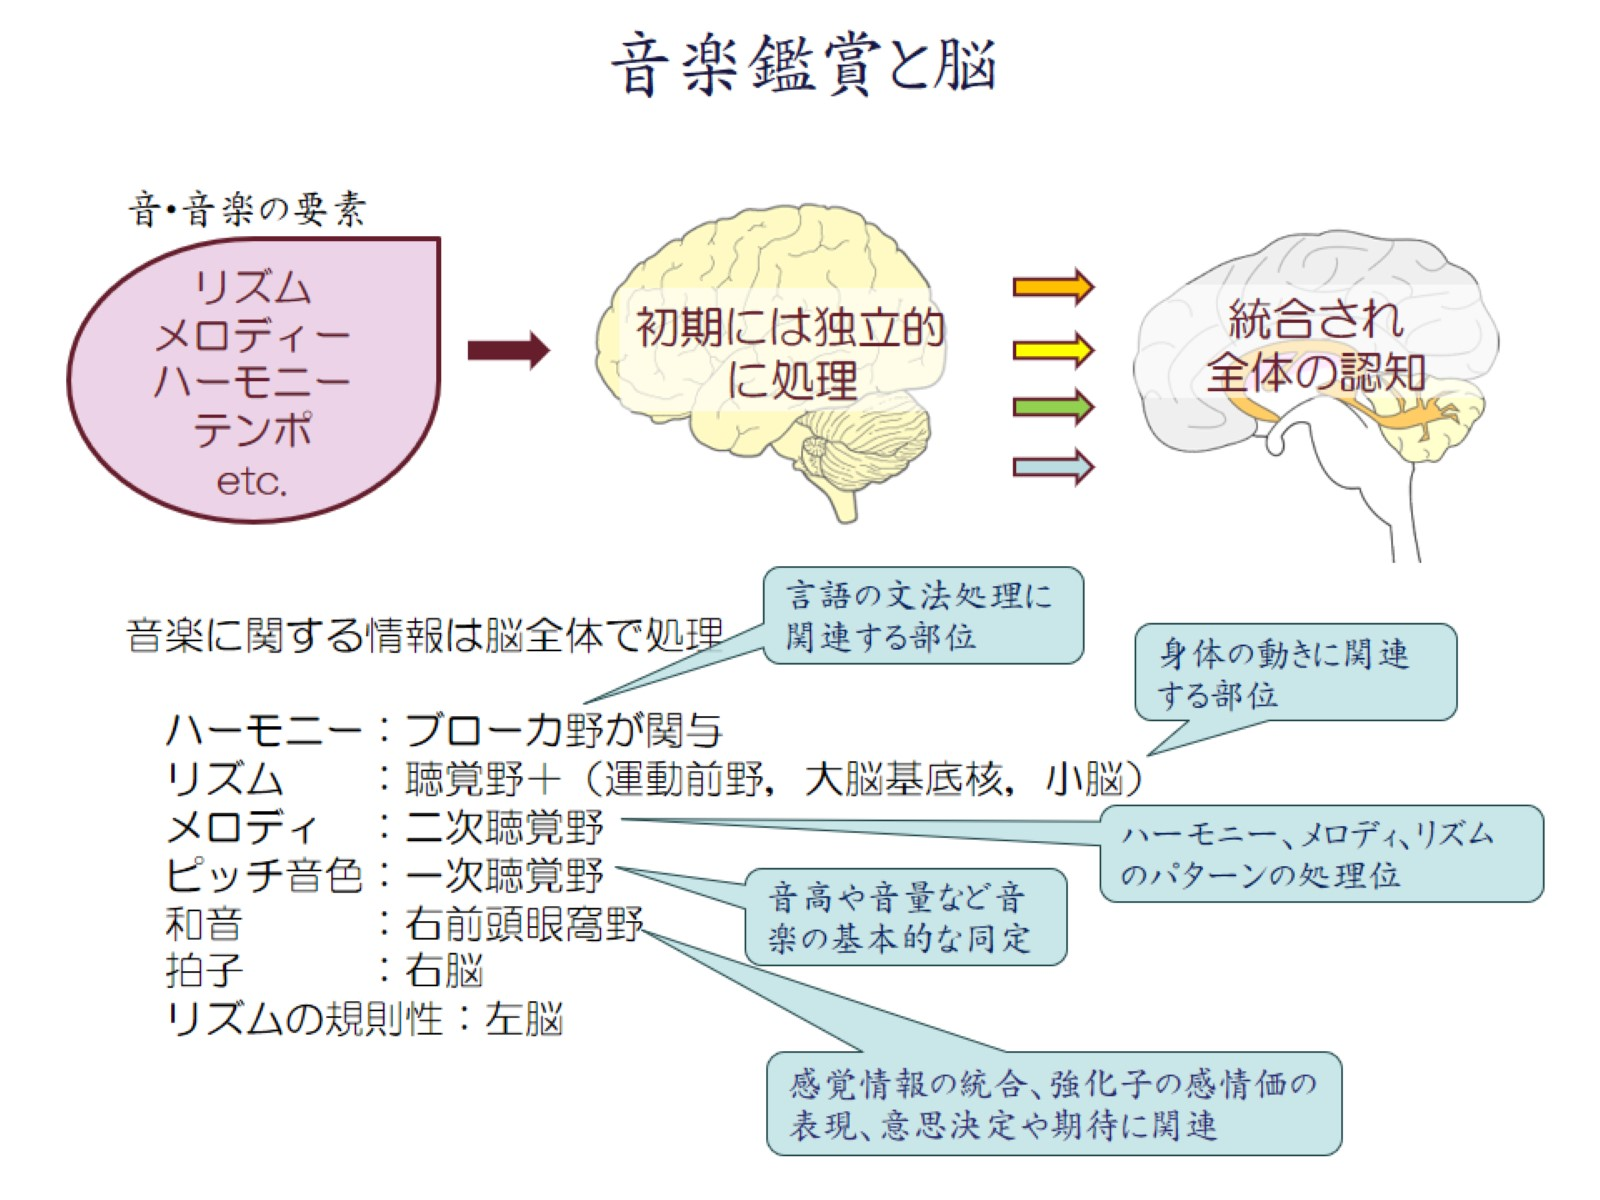 音楽鑑賞と脳
音・音楽の要素
リズム
メロディー
ハーモニー
テンポ
etc.
初期には独立的
に処理
統合され
全体の認知
音楽に関する情報は脳全体で処理
言語の文法処理に
関連する部位
身体の動きに関連
する部位
ハーモニー：ブローカ野が関与
リズム　　：聴覚野＋（運動前野，大脳基底核，小脳）
メロディ　：二次聴覚野
ハーモニー、メロディ、リズム
のパターンの処理位
ピッチ音色：一次聴覚野
音高や音量など音
楽の基本的な同定
和音　　　：右前頭眼窩野
拍子　　　：右脳
リズムの規則性：左脳
感覚情報の統合、強化子の感情価の
表現、意思決定や期待に関連